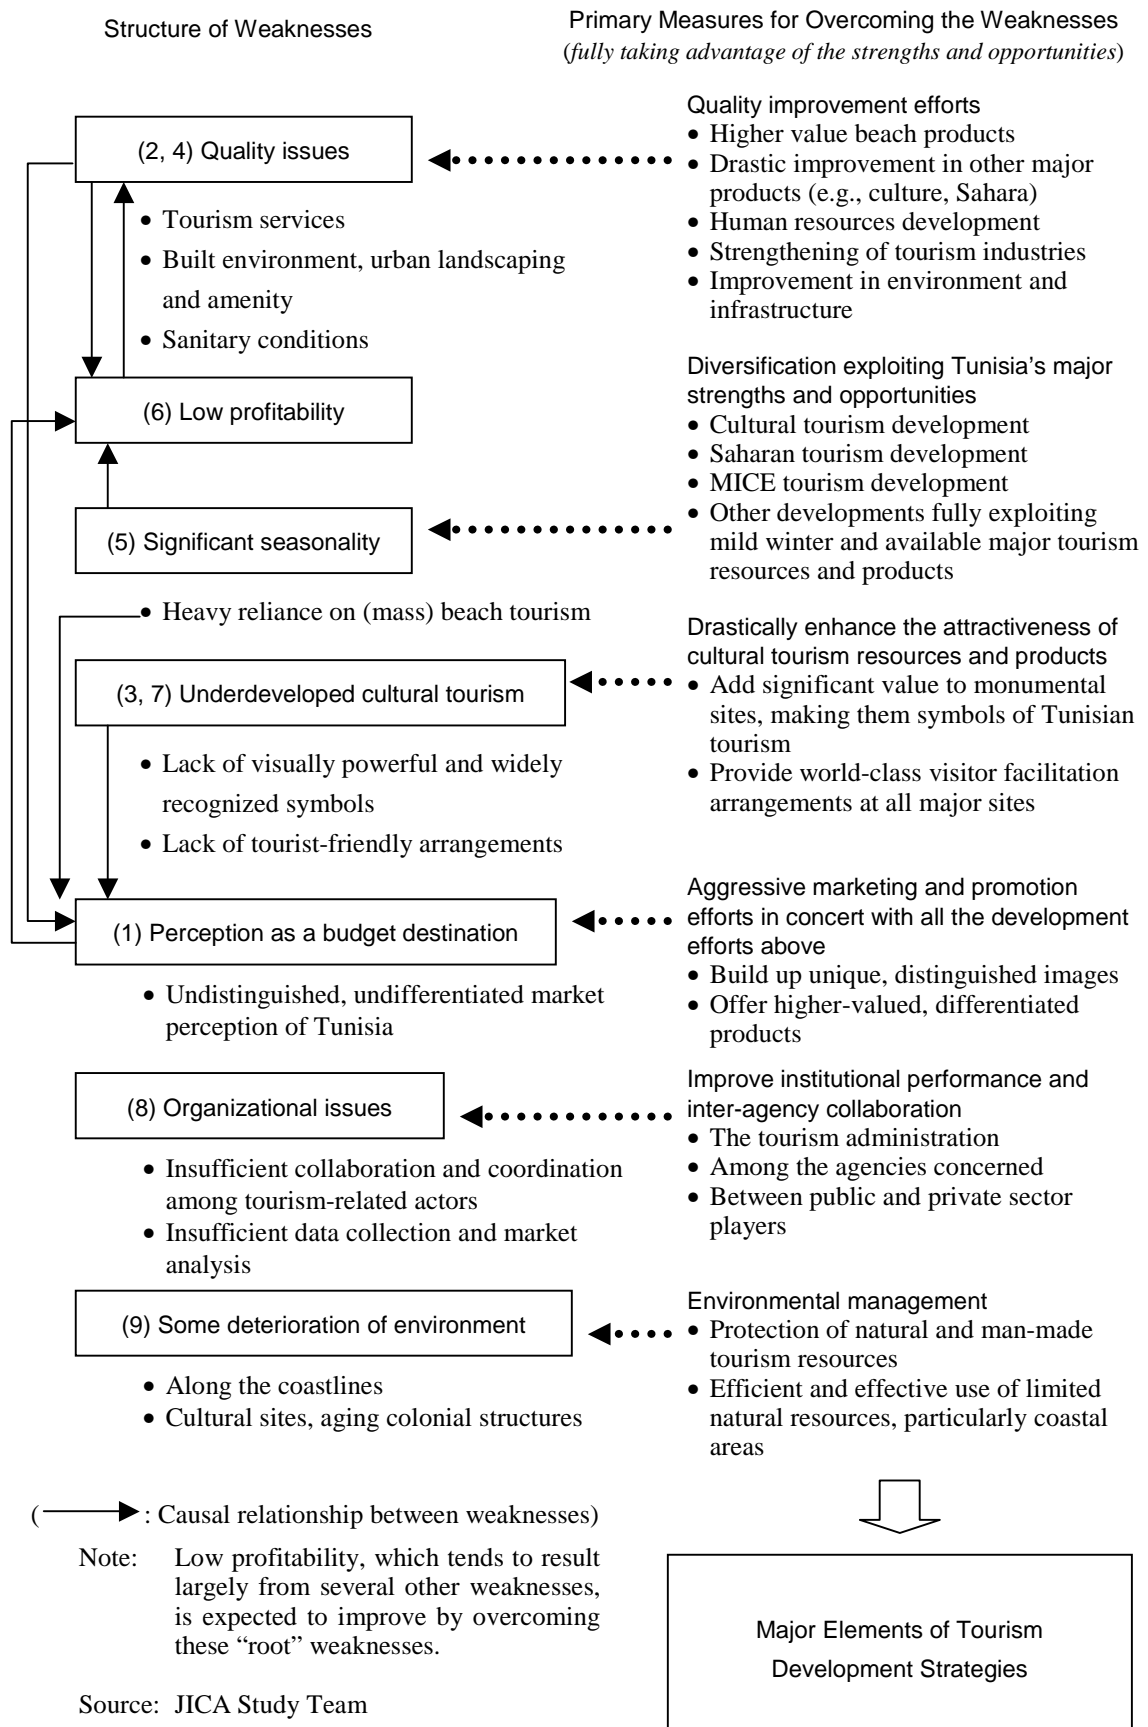 Structure of Weaknesses
Primary Measures for Overcoming the Weaknesses
(fully taking advantage of the strengths and opportunities)
(2, 4) Quality issues
• Tourism services
• Built environment, urban landscaping
and amenity
• Sanitary conditions
Quality improvement efforts
• Higher value beach products
• Drastic improvement in other major
products (e.g., culture, Sahara)
• Human resources development
• Strengthening of tourism industries
• Improvement in environment and
infrastructure
(6) Low profitability
(5) Significant seasonality
• Heavy reliance on (mass) beach tourism
Diversification exploiting Tunisia’s major
strengths and opportunities
• Cultural tourism development
• Saharan tourism development
• MICE tourism development
• Other developments fully exploiting
mild winter and available major tourism
resources and products
(3, 7) Underdeveloped cultural tourism
• Lack of visually powerful and widely
recognized symbols
• Lack of tourist-friendly arrangements
Drastically enhance the attractiveness of
cultural tourism resources and products
• Add significant value to monumental
sites, making them symbols of Tunisian
tourism
• Provide world-class visitor facilitation
arrangements at all major sites
(1) Perception as a budget destination
• Undistinguished, undifferentiated market
perception of Tunisia
Aggressive marketing and promotion
efforts in concert with all the development
efforts above
• Build up unique, distinguished images
• Offer higher-valued, differentiated
products
(8) Organizational issues
• Insufficient collaboration and coordination
among tourism-related actors
• Insufficient data collection and market
analysis
Improve institutional performance and
inter-agency collaboration
• The tourism administration
• Among the agencies concerned
• Between public and private sector
players
(9) Some deterioration of environment
• Along the coastlines
• Cultural sites, aging colonial structures
Environmental management
• Protection of natural and man-made
tourism resources
• Efficient and effective use of limited
natural resources, particularly coastal
areas
( : Causal relationship between weaknesses)
Note: Low profitability, which tends to result
largely from several other weaknesses,
is expected to improve by overcoming
these “root” weaknesses.
Source: JICA Study Team
Major Elements of Tourism
Development Strategies